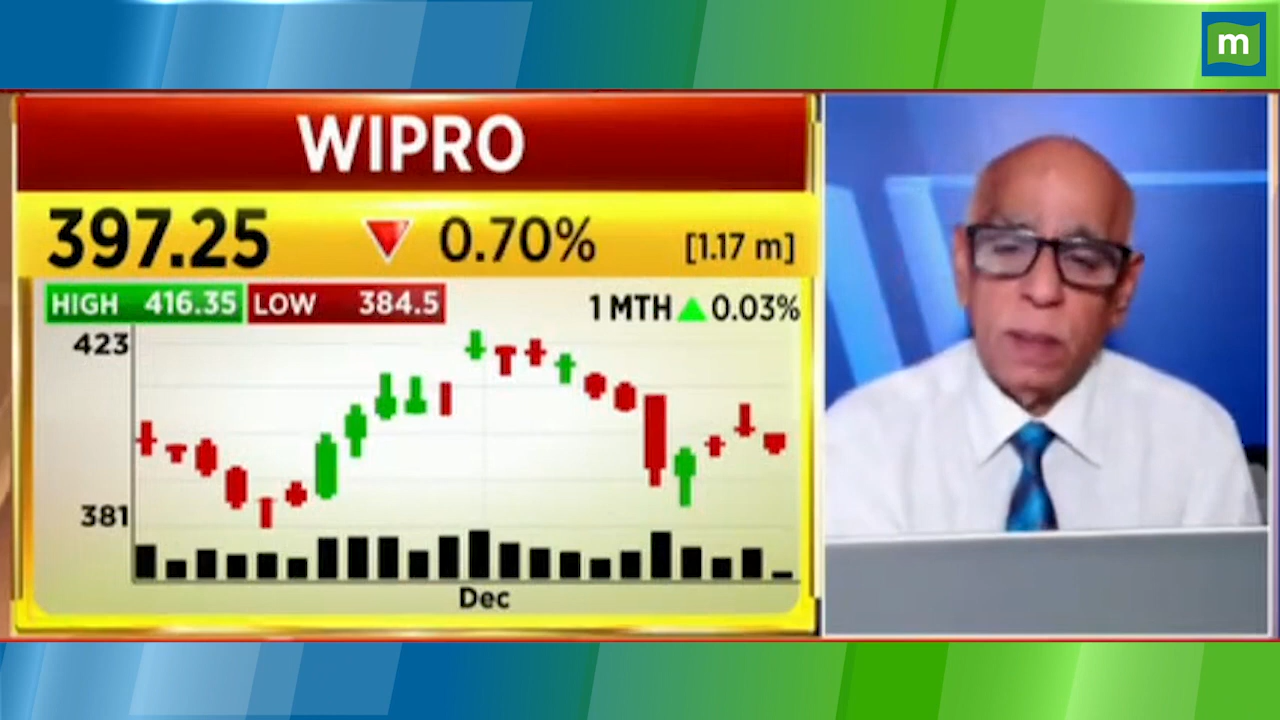 m
WIPRO
397.25 ▼ 0.70% [1.17 m]
HIGH 416.35 LOW 384.5 1 MTH ▲ 0.03%
423
381
Dec